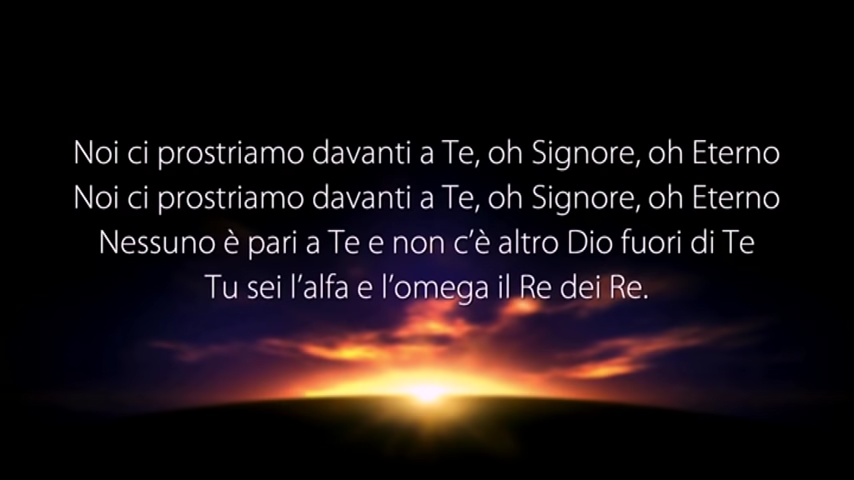 Noi ci prostriamo davanti a Te, oh Signore, oh Eterno
Noi ci prostriamo davanti a Te, oh Signore, oh Eterno
Nessuno è pari a Te e non c’è altro Dio fuori di Te
Tu sei l’alfa e l’omega il Re dei Re.